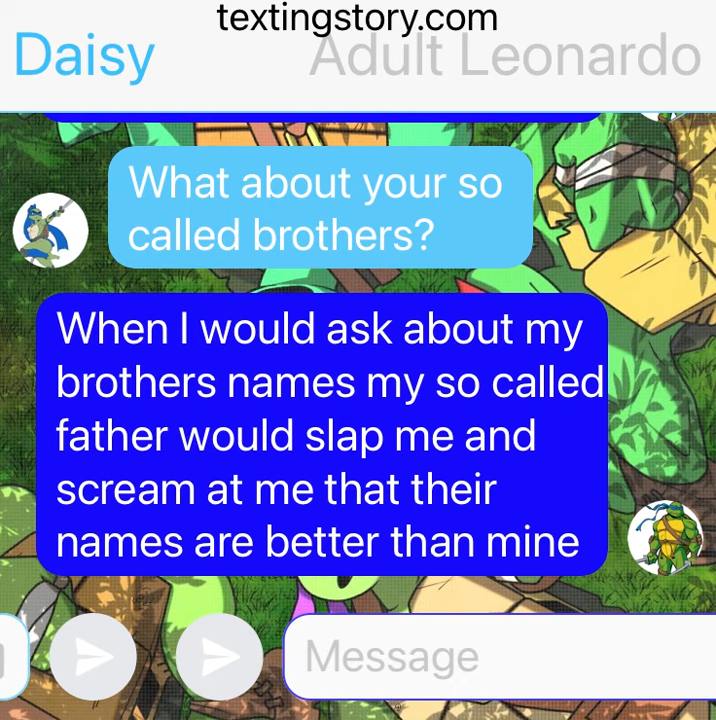 textingstory.com
Daisy Adult Leonardo
What about your so
called brothers?
When I would ask about my
brothers names my so called
father would slap me and
scream at me that their
names are better than mine
Message